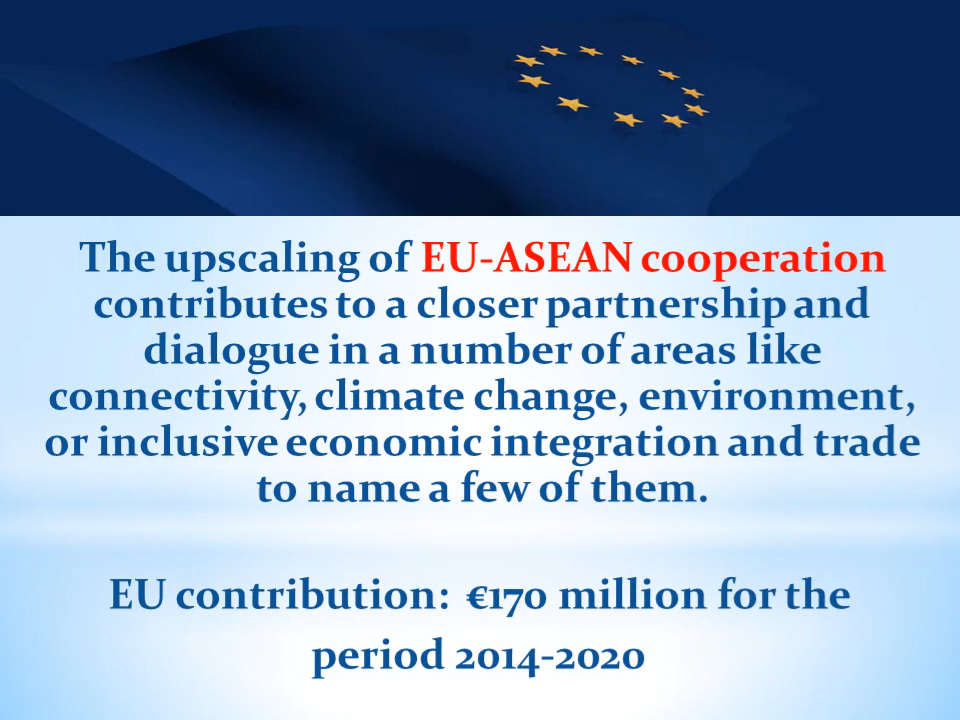 The upscaling of EU-ASEAN cooperation
contributes to a closer partnership and
dialogue in a number of areas like
connectivity, climate change, environment,
or inclusive economic integration and trade
to name a few of them.
EU contribution: €170 million for the
period 2014-2020